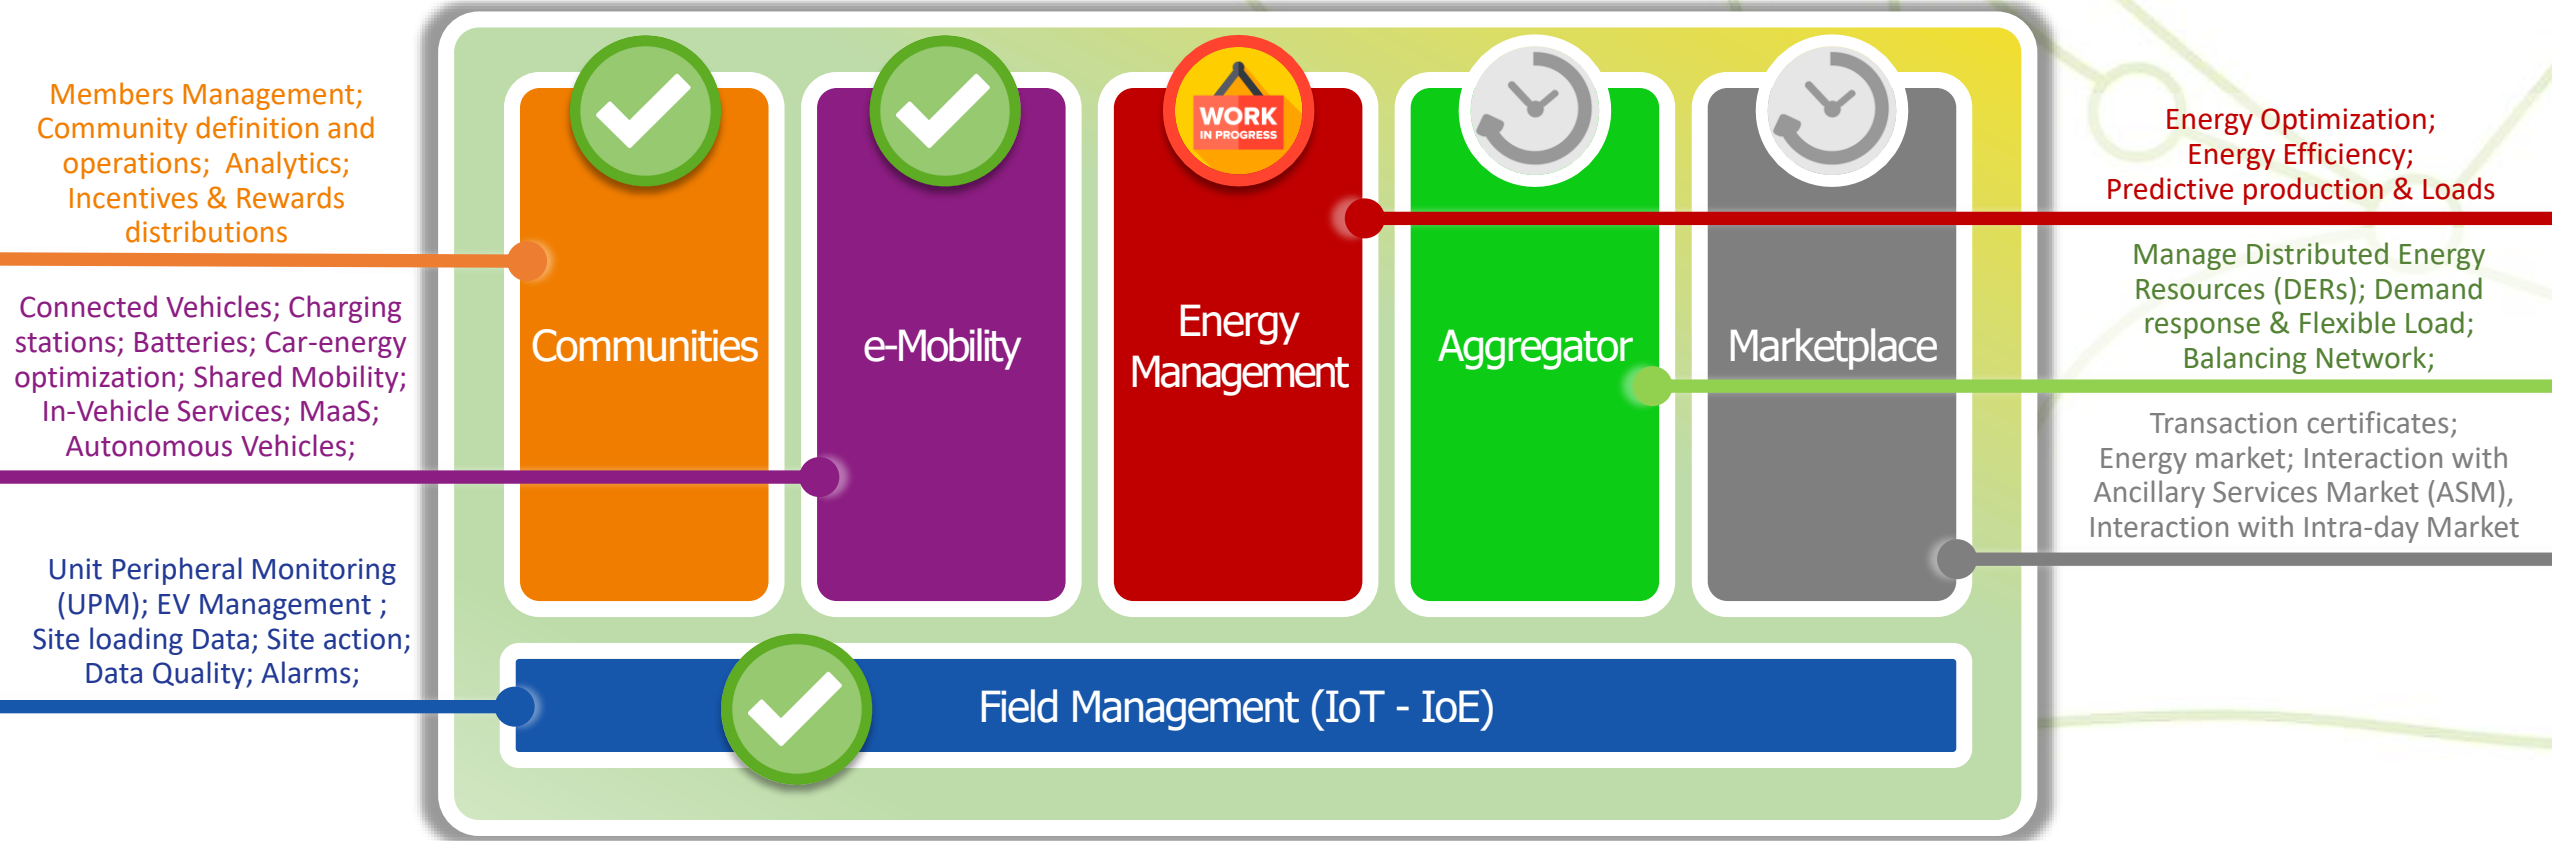 Members Management;
Community definition and
operations;  Analytics;
Incentives & Rewards
distributions
Connected Vehicles; Charging
stations; Batteries; Car-energy
optimization; Shared Mobility;
In-Vehicle Services; MaaS;
Autonomous Vehicles;
Unit Peripheral Monitoring
(UPM); EV Management ;
Site loading Data; Site action;
Data Quality; Alarms;
Communities
e-Mobility
WORK
IN PROGRESS
Energy
Management
Aggregator
Marketplace
Field Management (IoT - IoE)
Energy Optimization;
Energy Efficiency;
Predictive production & Loads
Manage Distributed Energy
Resources (DERs); Demand
response & Flexible Load;
Balancing Network;
Transaction certificates;
Energy market; Interaction with
Ancillary Services Market (ASM),
Interaction with Intra-day Market